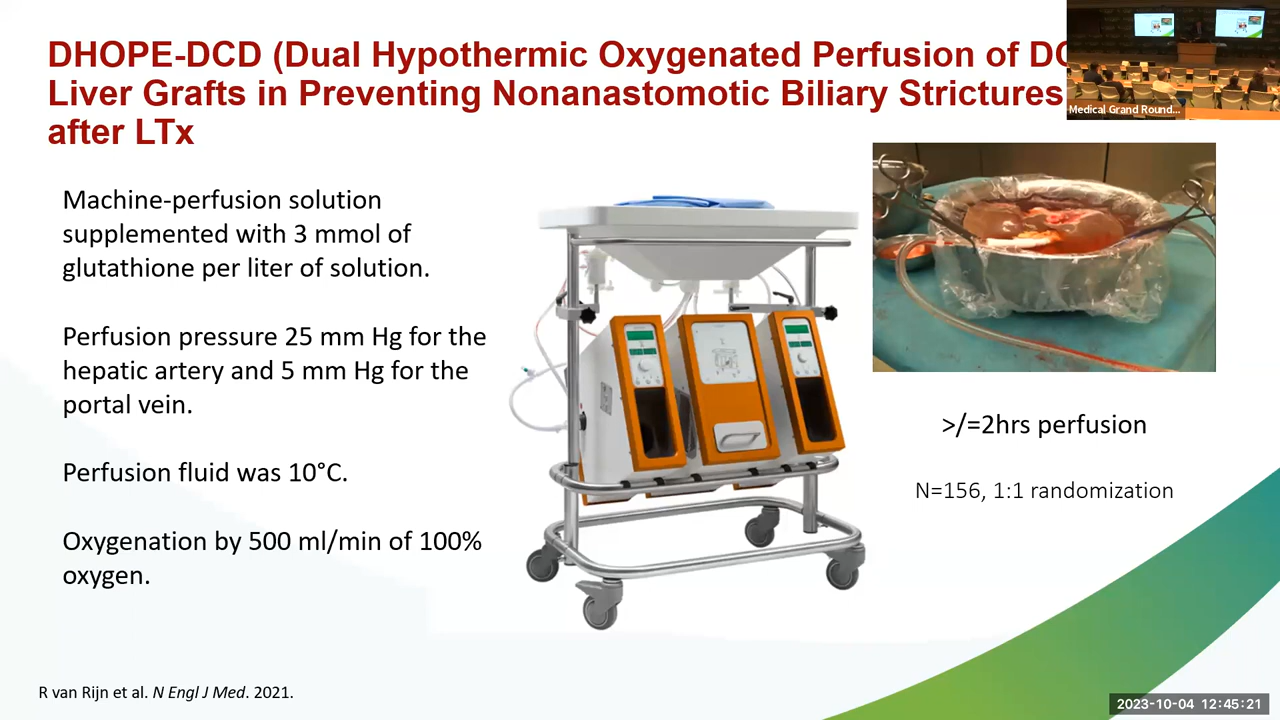 DHOPE-DCD (Dual Hypothermic Oxygenated Perfusion of
Liver Grafts in Preventing Nonanastomotic Biliary Strictures
after LTx
Medical Grand Round...
Machine-perfusion solution
supplemented with 3 mmol of
glutathione per liter of solution.
Perfusion pressure 25 mm Hg for the
hepatic artery and 5 mm Hg for the
portal vein.
Perfusion fluid was 10°C.
Oxygenation by 500 ml/min of 100%
oxygen.
>/=2hrs perfusion
N=156, 1:1 randomization
R van Rijn et al. N Engl J Med. 2021.
2023-10-04 12:45:21